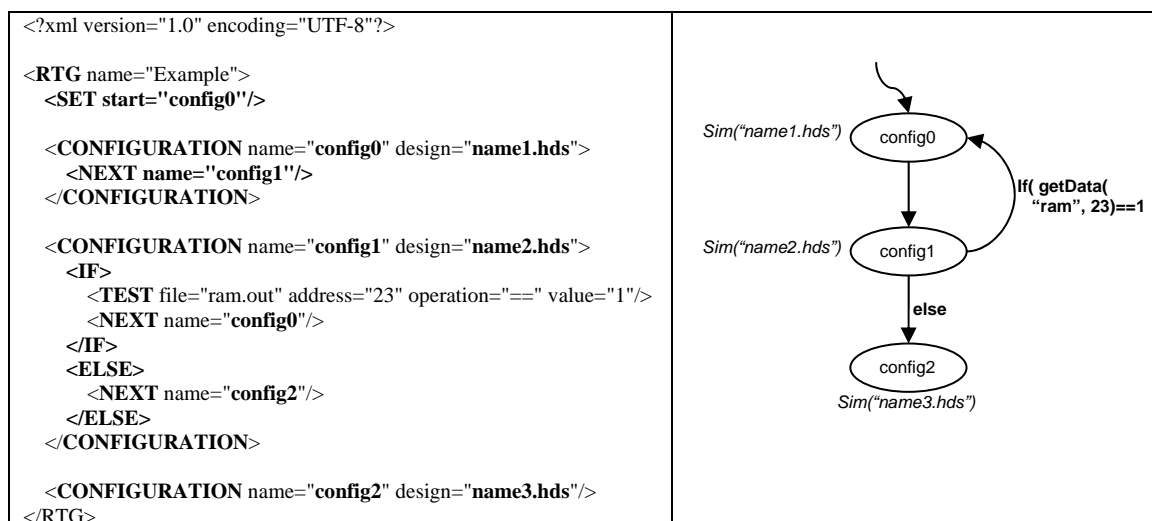 <?xml version="1.0" encoding="UTF-8"?>
<RTG name="Example">
<SET start="config0"/>
<CONFIGURATION name="config0" design="name1.hds">
<NEXT name="config1"/>
</CONFIGURATION>
<CONFIGURATION name="config1" design="name2.hds">
<IF>
<TEST file="ram.out" address="23" operation="==" value="1"/>
<NEXT name="config0"/>
</IF>
<ELSE>
<NEXT name="config2"/>
</ELSE>
</CONFIGURATION>
<CONFIGURATION name="config2" design="name3.hds"/>
</RTG>
Sim(“name1.hds”)
config0
If( getData(
“ram”, 23)==1
Sim(“name2.hds”)
config1
else
config2
Sim(“name3.hds”)